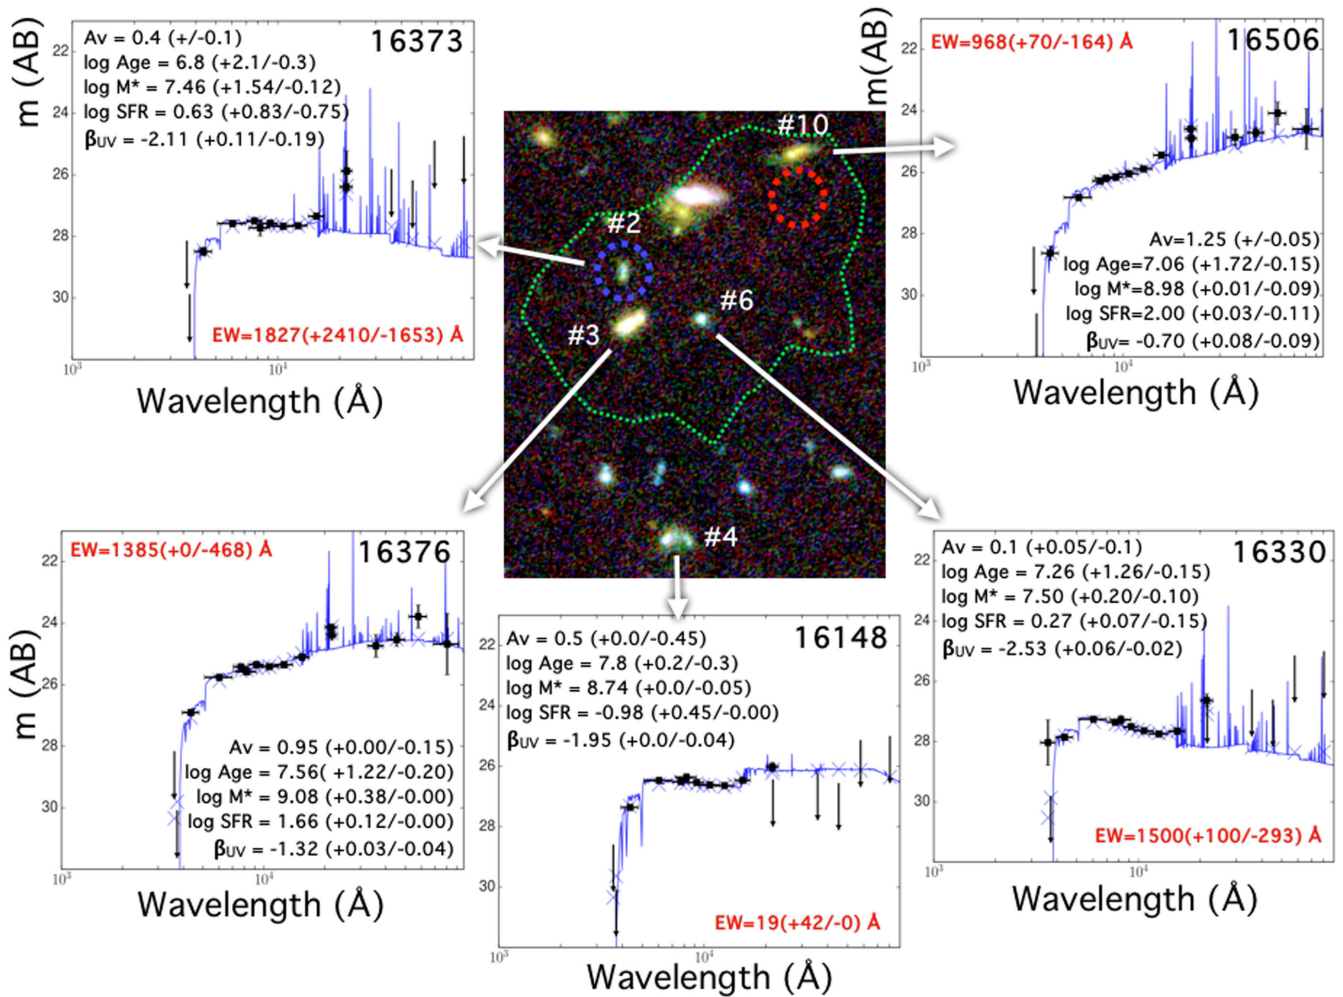 16373
Av = 0.4 (+/-0.1)
log Age = 6.8 (+2.1/-0.3)
log M* = 7.46 (+1.54/-0.12)
log SFR = 0.63 (+0.83/-0.75)
βUV = -2.11 (+0.11/-0.19)
m (AB)
22
24
26
28
30
EW=1827(+2410/-1653) Å
10³
10⁴
Wavelength (Å)
16506
EW=968(+70/-164) Å
m(AB)
22
24
26
28
30
Av=1.25 (+/-0.05)
log Age=7.06 (+1.72/-0.15)
log M*=8.98 (+0.01/-0.09)
log SFR=2.00 (+0.03/-0.11)
βUV= -0.70 (+0.08/-0.09)
10³
10⁴
Wavelength (Å)
#10
#2
#6
#3
#4
EW=1385(+0/-468) Å
16376
m (AB)
22
24
26
28
30
Av = 0.95 (+0.00/-0.15)
log Age = 7.56( +1.22/-0.20)
log M* = 9.08 (+0.38/-0.00)
log SFR = 1.66 (+0.12/-0.00)
βUV = -1.32 (+0.03/-0.04)
10³
10⁴
Wavelength (Å)
16148
Av = 0.5 (+0.0/-0.45)
log Age = 7.8 (+0.2/-0.3)
log M* = 8.74 (+0.0/-0.05)
log SFR = -0.98 (+0.45/-0.00)
βUV = -1.95 (+0.0/-0.04)
22
24
26
28
30
EW=19(+42/-0) Å
10³
10⁴
Wavelength (Å)
16330
Av = 0.1 (+0.05/-0.1)
log Age = 7.26 (+1.26/-0.15)
log M* = 7.50 (+0.20/-0.10)
log SFR = 0.27 (+0.07/-0.15)
βUV = -2.53 (+0.06/-0.02)
22
24
26
28
30
EW=1500(+100/-293) Å
10³
10⁴
Wavelength (Å)